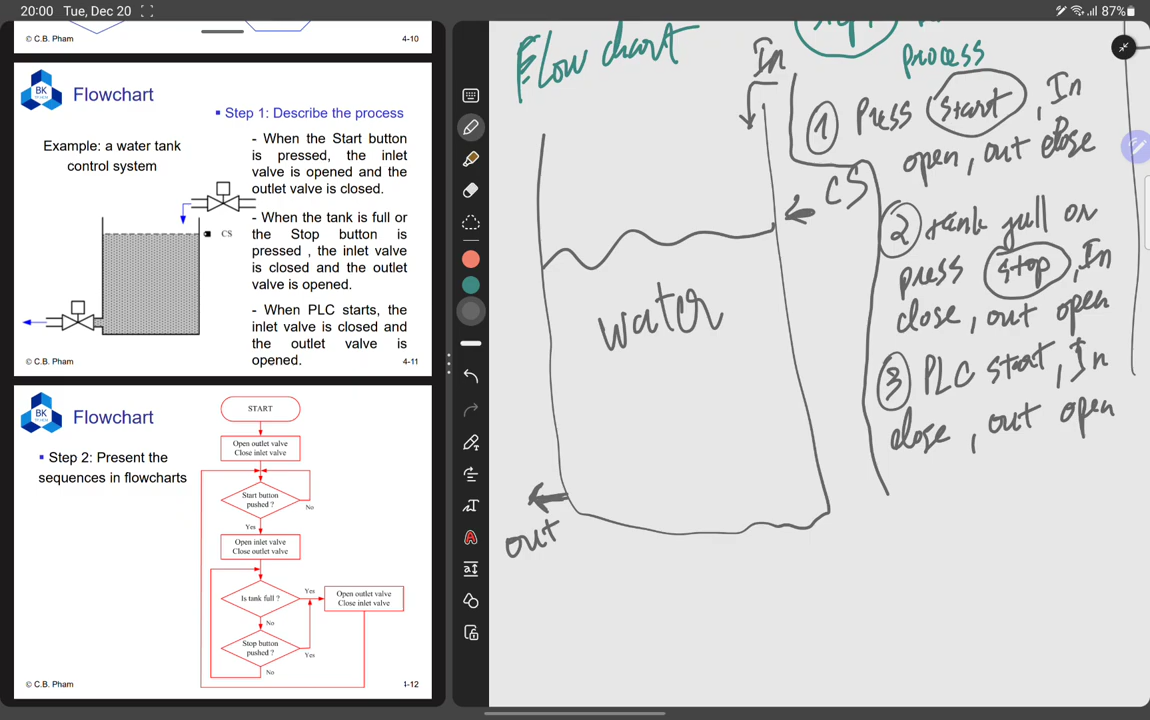 20:00 Tue, Dec 20
87%
© C.B. Pham
4-10
BK
Flowchart
Example: a water tank
control system
CS
▪ Step 1: Describe the process
- When the Start button
is pressed, the inlet
valve is opened and the
outlet valve is closed.
- When the tank is full or
the Stop button is
pressed , the inlet valve
is closed and the outlet
valve is opened.
- When PLC starts, the
inlet valve is closed and
the outlet valve is
opened.
© C.B. Pham
4-11
BK
Flowchart
▪ Step 2: Present the
sequences in flowcharts
START
Open outlet valve
Close inlet valve
Start button
pushed ?
No
Yes
Open inlet valve
Close outlet valve
Is tank full ?
Yes
Open outlet valve
Close inlet valve
No
Stop button
pushed ?
Yes
No
© C.B. Pham
4-12
Flow chart
process
In
CS
water
out
1 Press start, In
open, out close
2 tank full or
press stop, In
close, out open
3 PLC start, In
close, out open